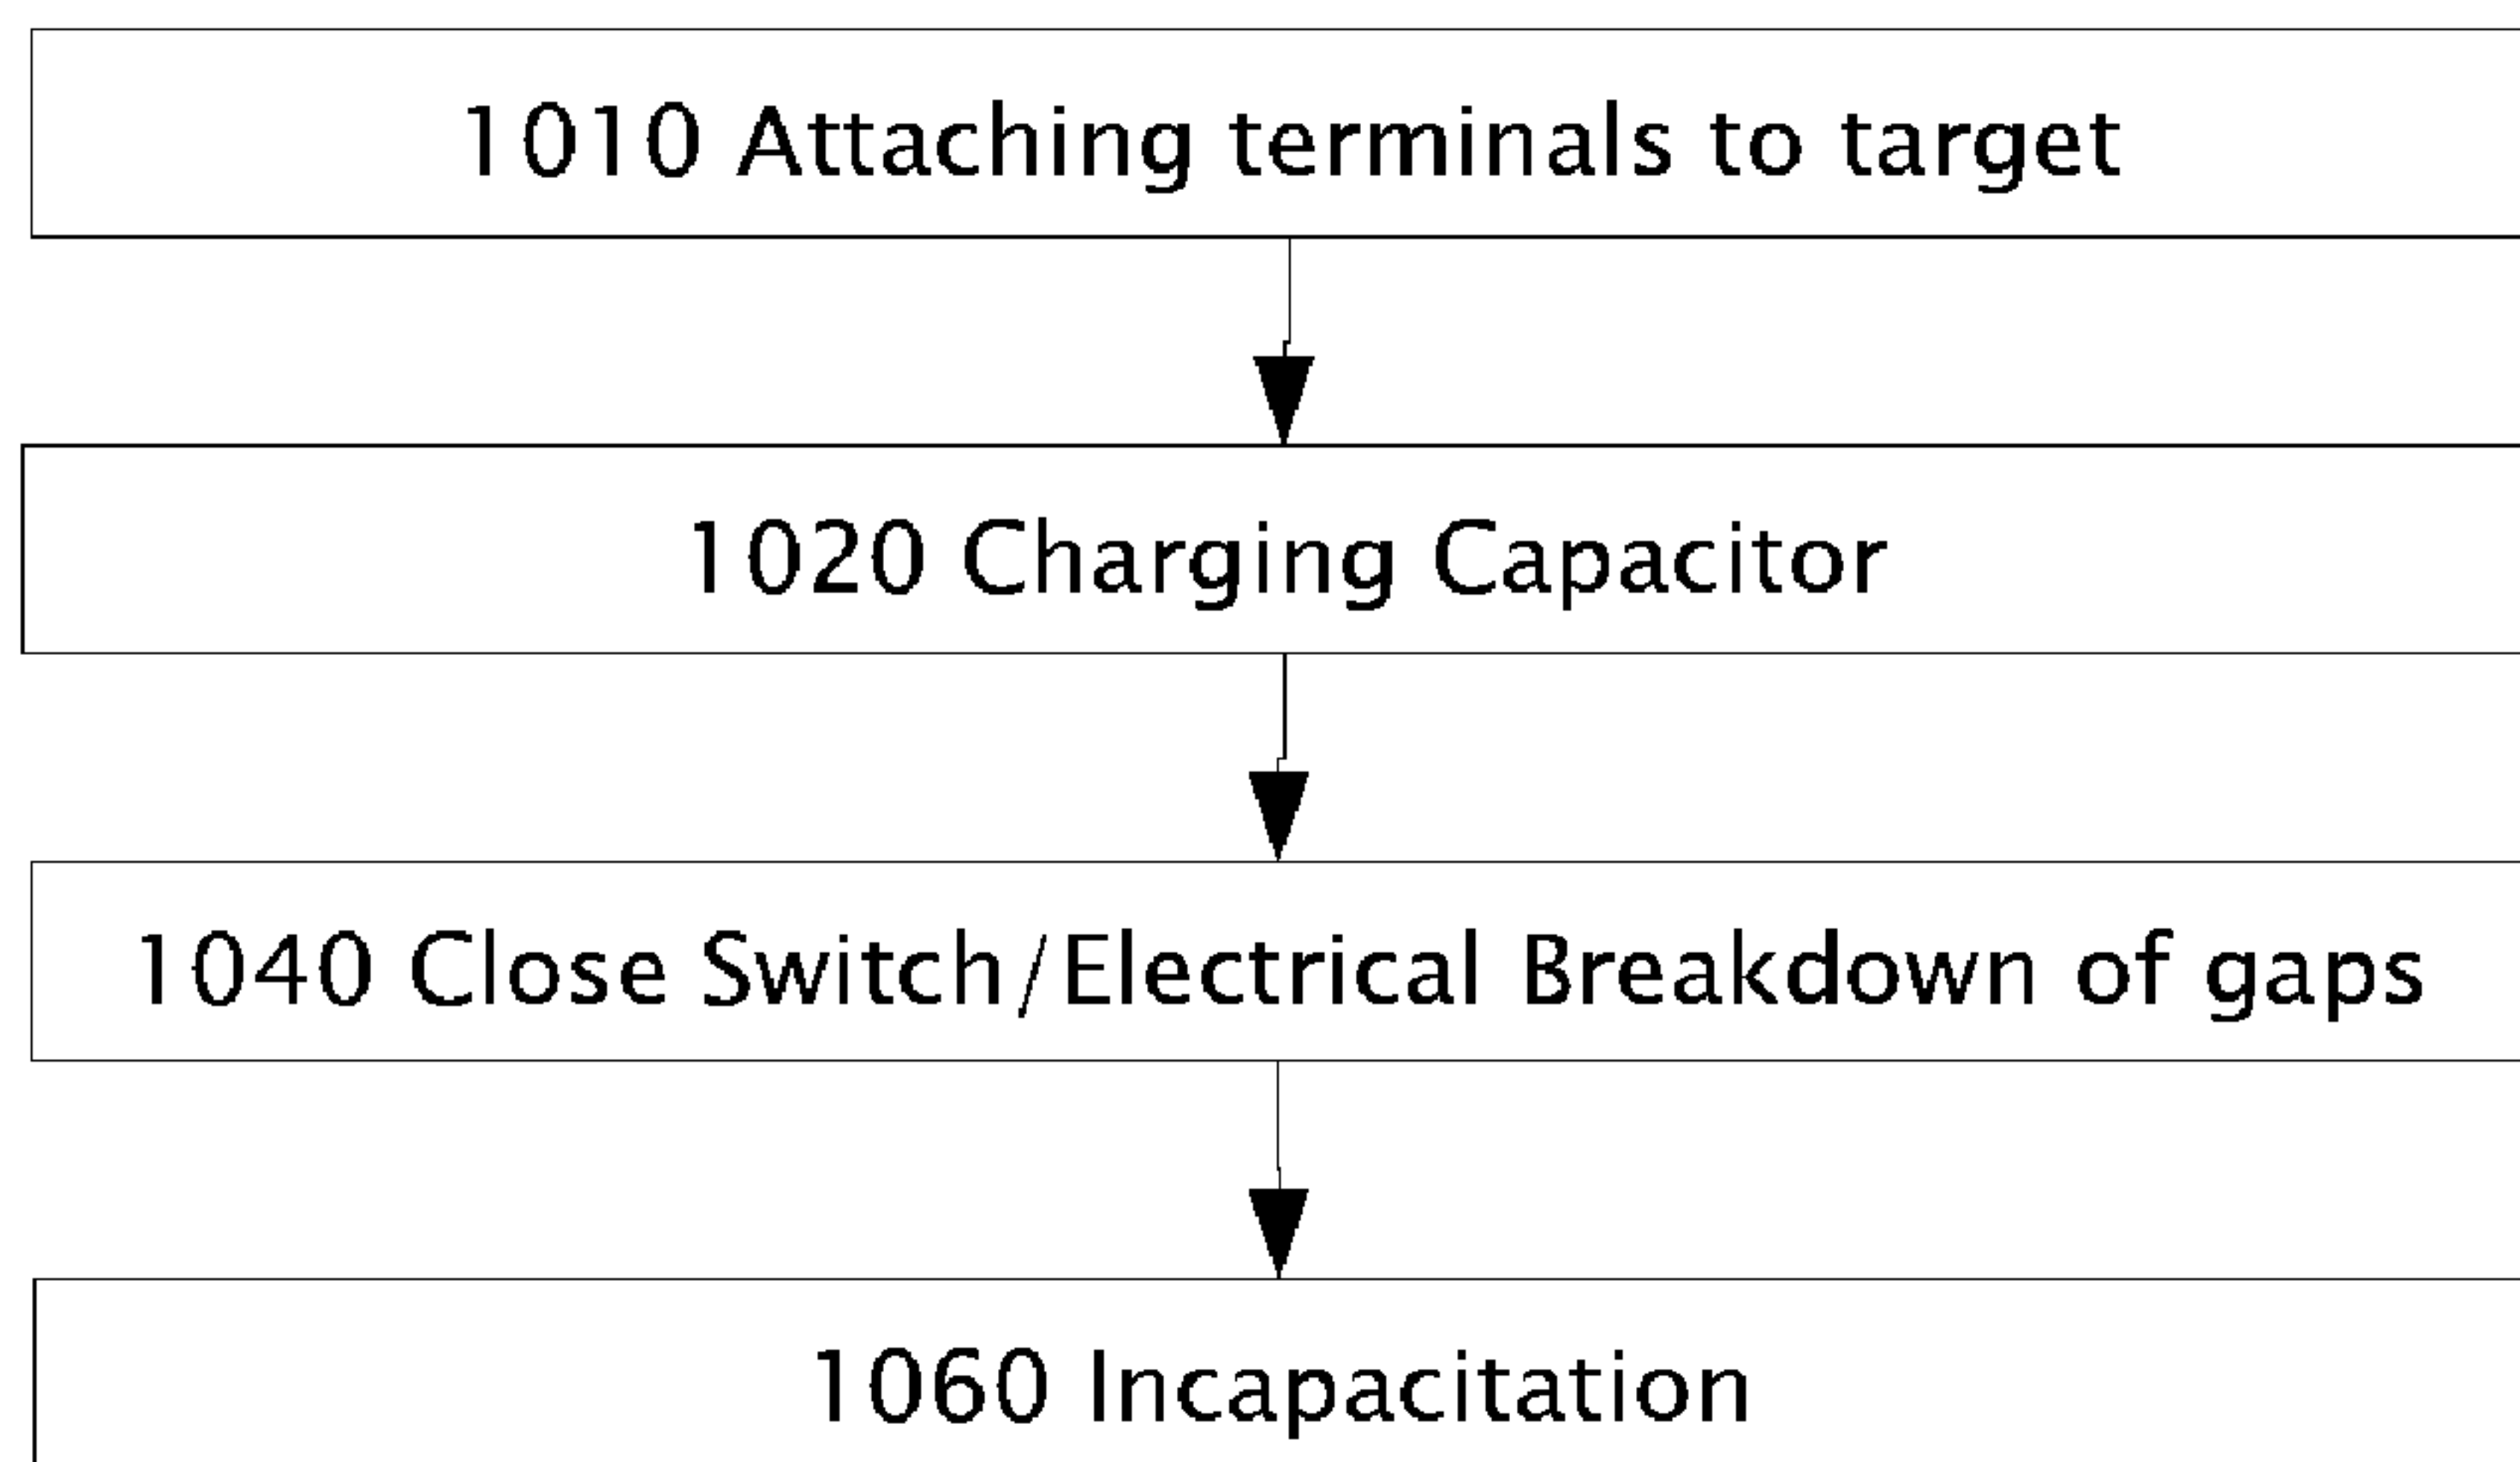 1010 Attaching terminals to target
1020 Charging Capacitor
1040 Close Switch/Electrical Breakdown of gaps
1060 Incapacitation